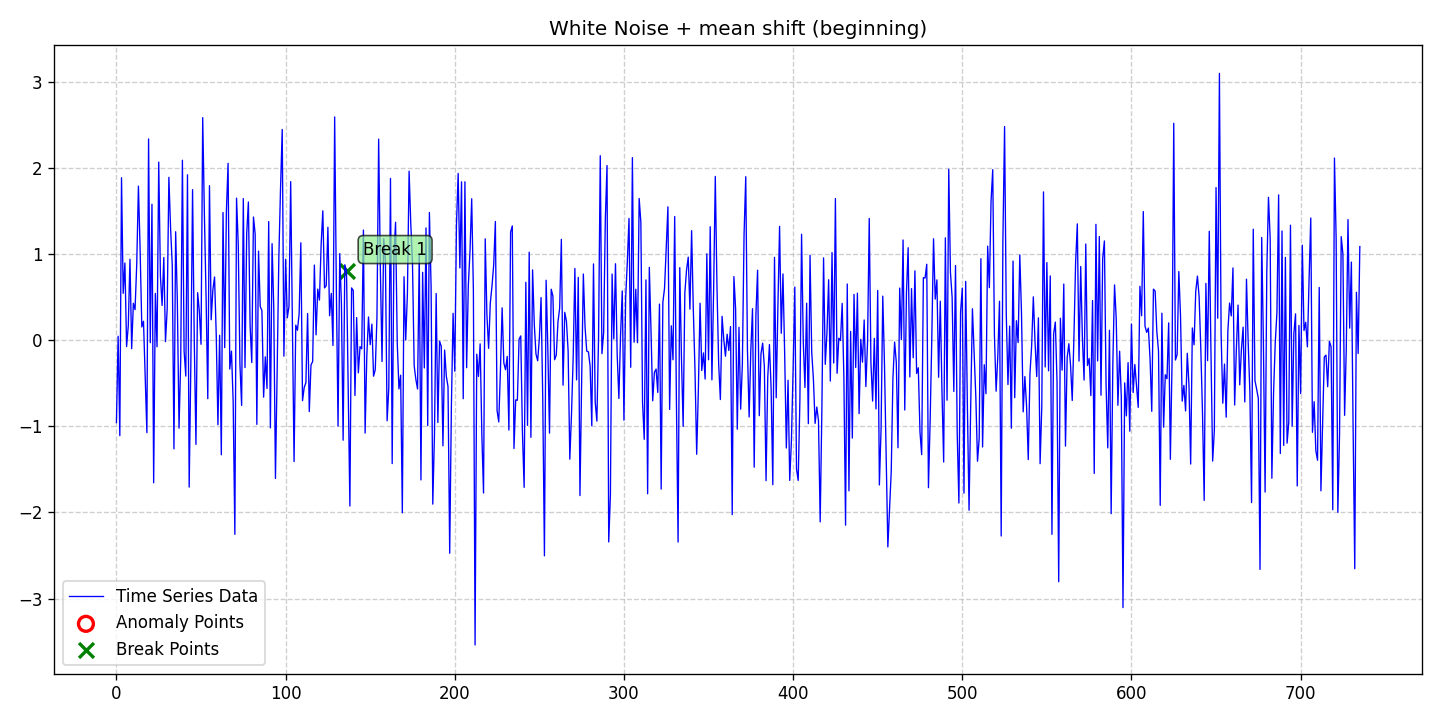 White Noise + mean shift (beginning)
3
2
1
0
−1
−2
−3
Break 1
Time Series Data
Anomaly Points
Break Points
0 100 200 300 400 500 600 700